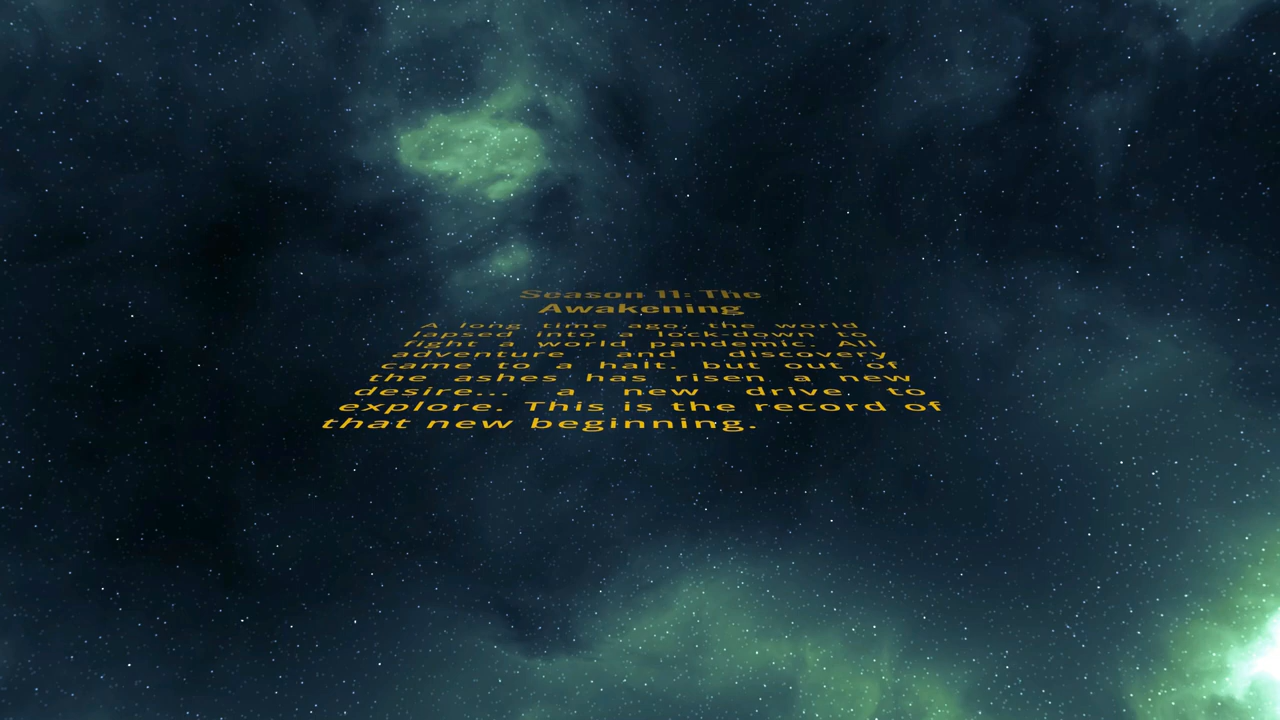 Season 11: The
Awakening
A long time ago, the world
lapsed into a lockdown to
fight a world pandemic. All
adventure and discovery
came to a halt. but out of
the ashes has risen a new
desire... a new drive to
explore. This is the record of
that new beginning.